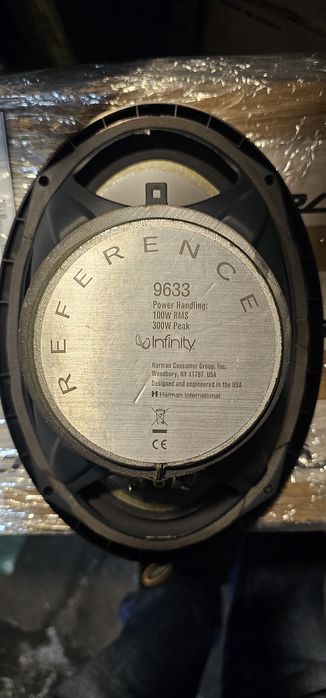 REFERENCE
9633
Power Handling:
100W RMS
300W Peak
Infinity
Harman Consumer Group, Inc.
Woodbury, NY 11797, USA
Designed and engineered in the USA
H Harman International
CE